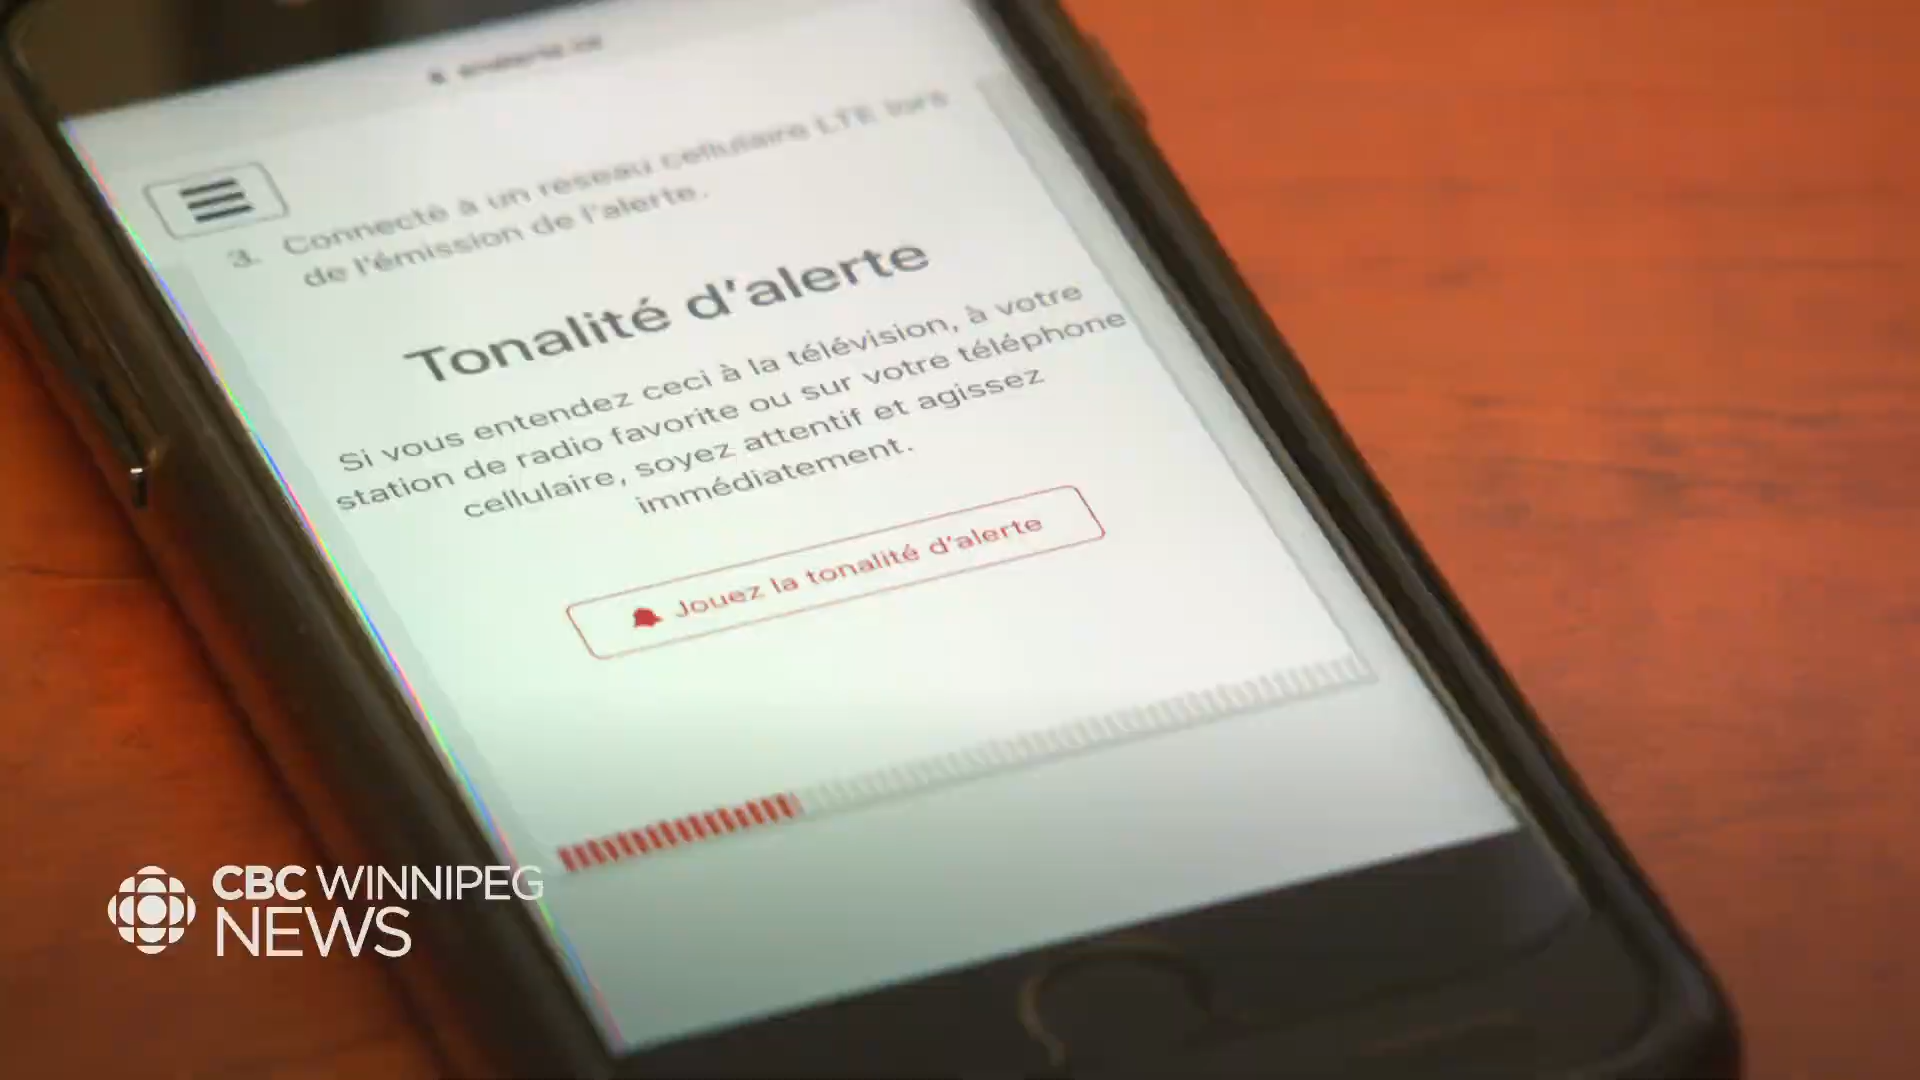 3. Connecté à un réseau cellulaire LTE lors
de l'émission de l'alerte.
Tonalité d'alerte
Si vous entendez ceci à la télévision, à votre
station de radio favorite ou sur votre téléphone
cellulaire, soyez attentif et agissez
immédiatement.
Jouez la tonalité d'alerte
CBC WINNIPEG
NEWS